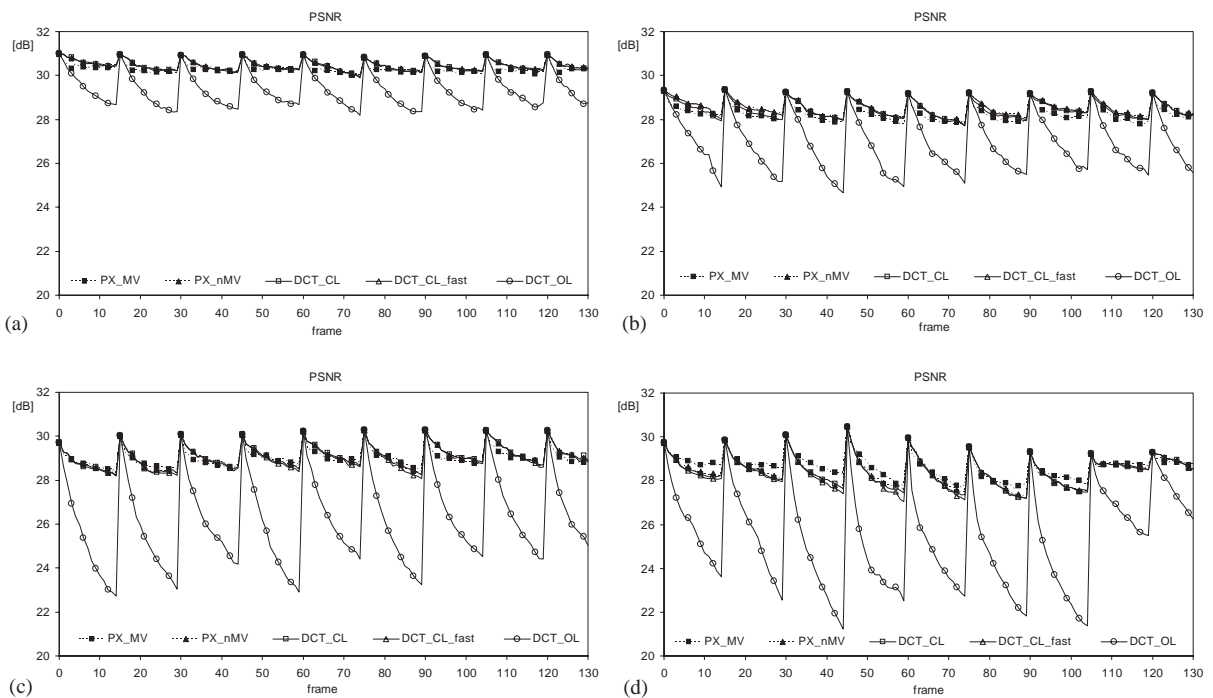 PSNR
[dB]
32
30
28
26
24
22
20
PX_MV PX_nMV DCT_CL DCT_CL_fast DCT_OL
0 10 20 30 40 50 60 70 80 90 100 110 120 130
frame
(a)
PSNR
[dB]
32
30
28
26
24
22
20
PX_MV PX_nMV DCT_CL DCT_CL_fast DCT_OL
0 10 20 30 40 50 60 70 80 90 100 110 120 130
frame
(b)
PSNR
[dB]
32
30
28
26
24
22
20
PX_MV PX_nMV DCT_CL DCT_CL_fast DCT_OL
0 10 20 30 40 50 60 70 80 90 100 110 120 130
frame
(c)
PSNR
[dB]
32
30
28
26
24
22
20
PX_MV PX_nMV DCT_CL DCT_CL_fast DCT_OL
0 10 20 30 40 50 60 70 80 90 100 110 120 130
frame
(d)